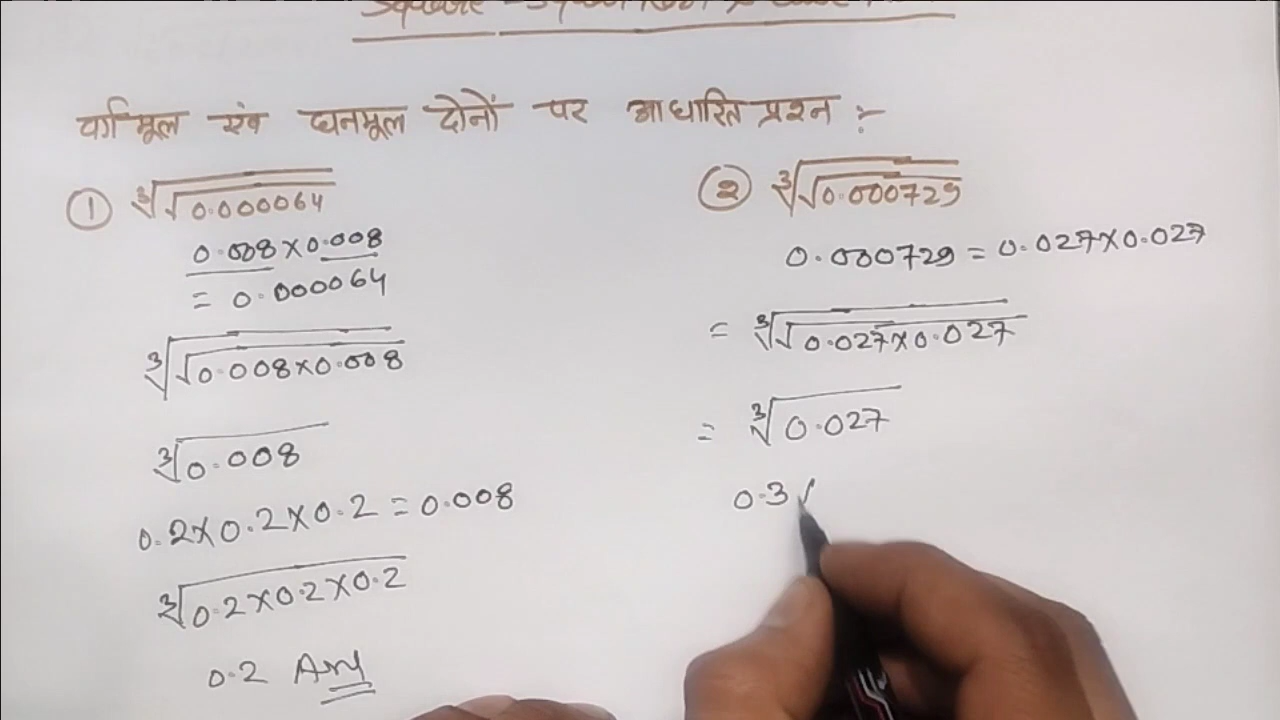 वर्गमूल एंव घनमूल दोनों पर आधारित प्रश्न :-
① ∛√0.000064
0.008×0.008
= 0.000064
∛√0.008×0.008
∛0.008
0.2×0.2×0.2 = 0.008
∛0.2×0.2×0.2
0.2 Ans
② ∛√0.000729
0.000729 = 0.027×0.027
= ∛√0.027×0.027
= ∛0.027
0.3